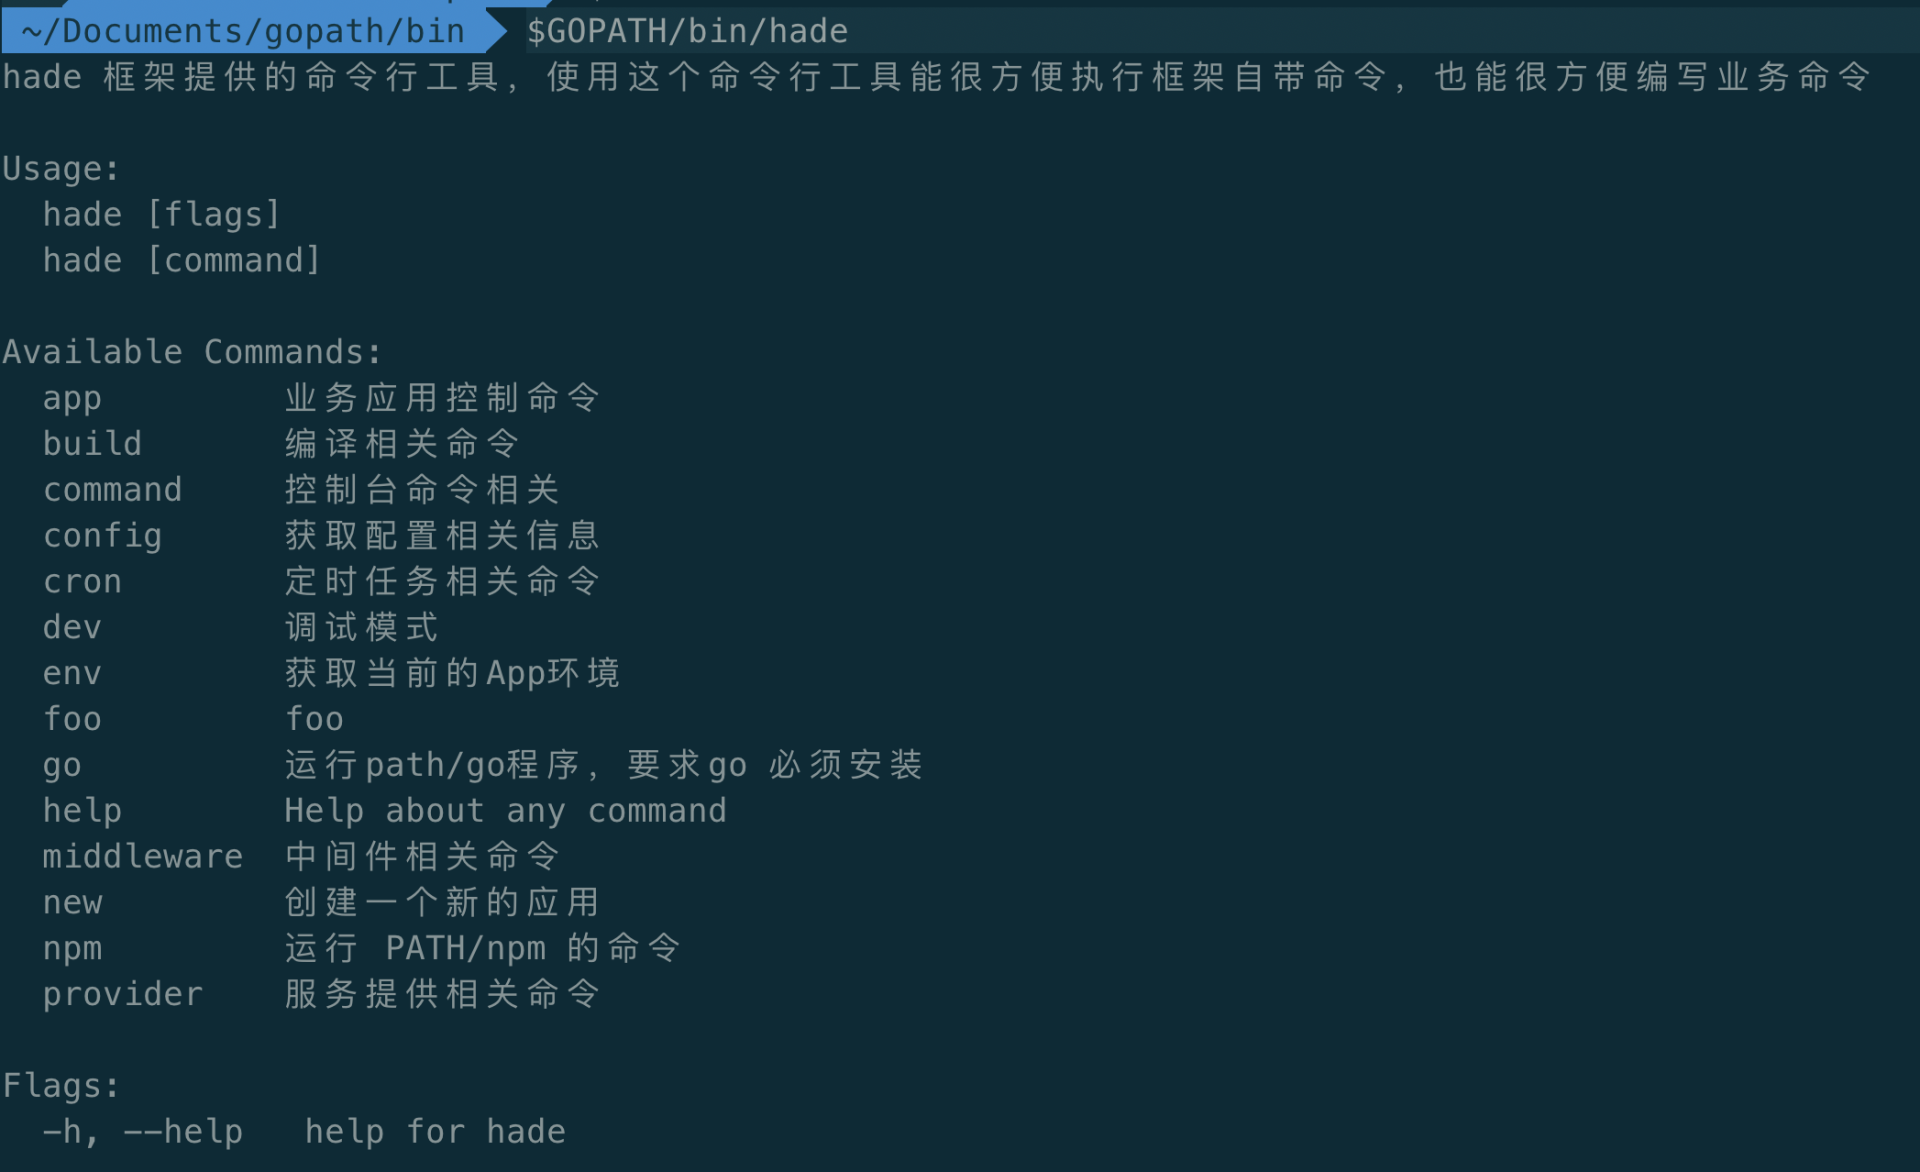 ~/Documents/gopath/bin $GOPATH/bin/hade
hade 框架提供的命令行工具，使用这个命令行工具能很方便执行框架自带命令，也能很方便编写业务命令
Usage:
hade [flags]
hade [command]
Available Commands:
app 业务应用控制命令
build 编译相关命令
command 控制台命令相关
config 获取配置相关信息
cron 定时任务相关命令
dev 调试模式
env 获取当前的App环境
foo foo
go 运行path/go程序，要求go 必须安装
help Help about any command
middleware 中间件相关命令
new 创建一个新的应用
npm 运行 PATH/npm 的命令
provider 服务提供相关命令
Flags:
-h, --help help for hade